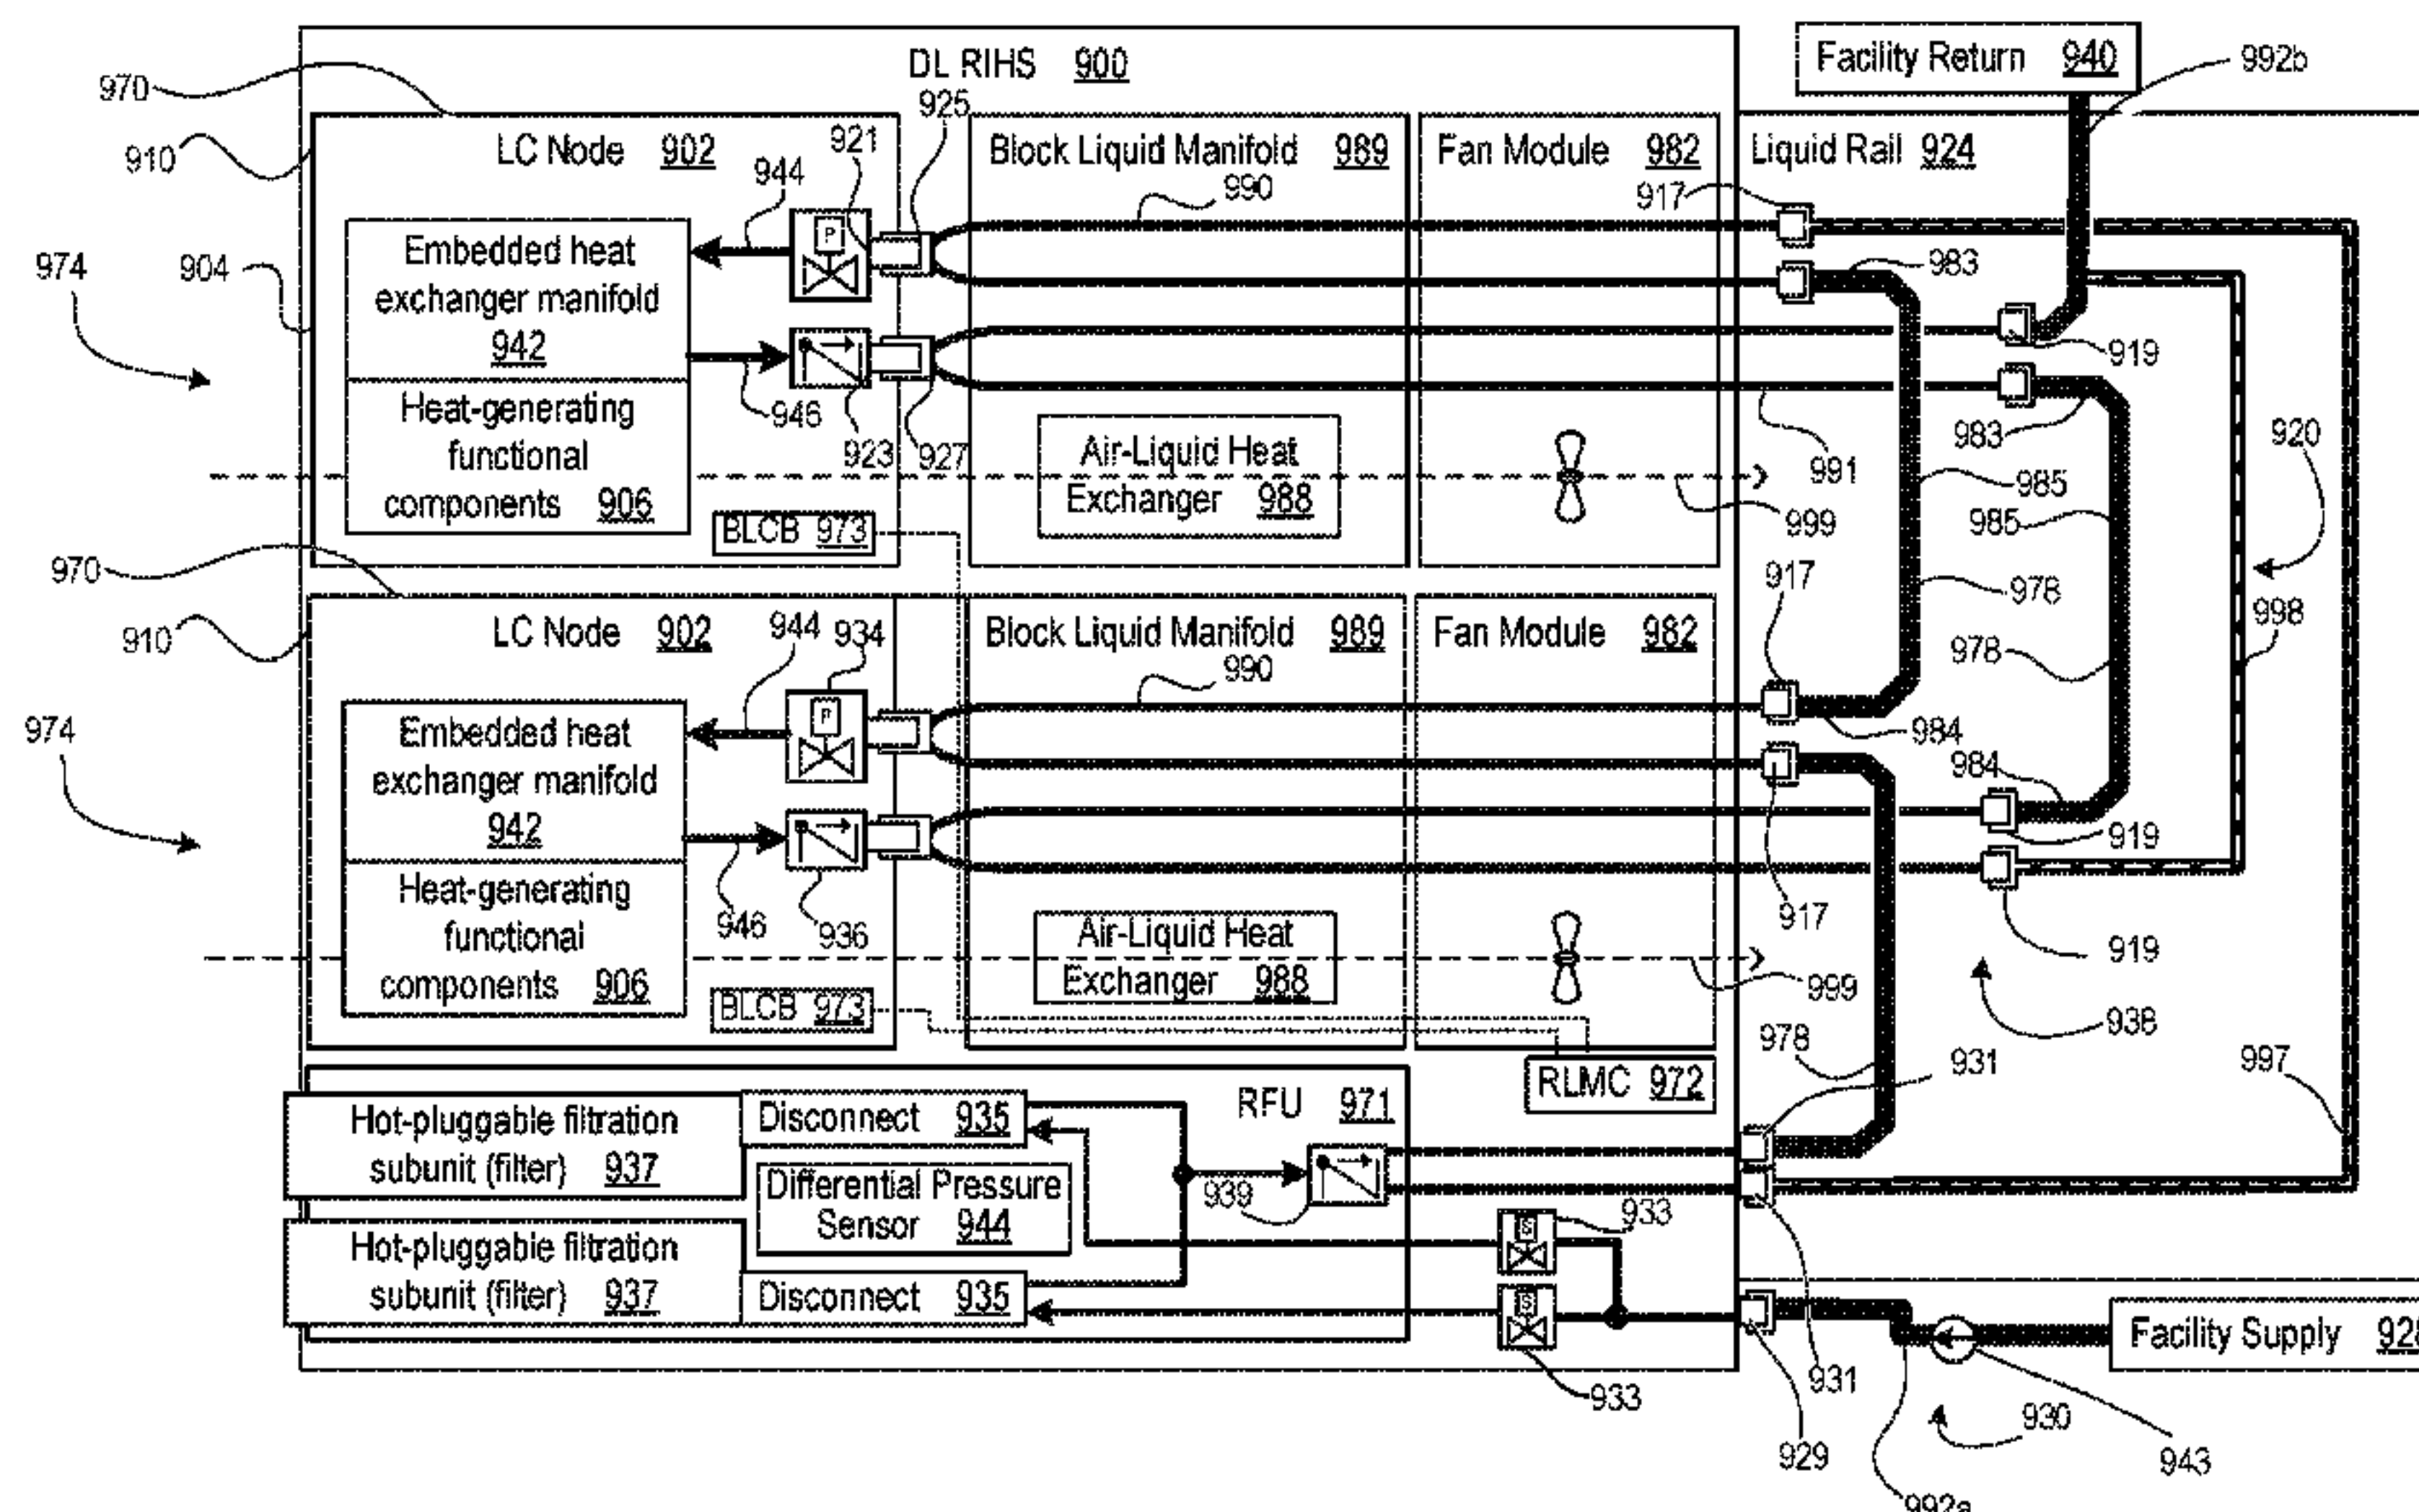 DL RIHS 900
Facility Return 940
992b
970
910
LC Node 902
921
925
944
Block Liquid Manifold 989
990
Fan Module 982
917
Liquid Rail 924
974
904
P
Embedded heat
exchanger manifold
942
983
919
946
923
927
Heat-generating
functional
components 906
Air-Liquid Heat
Exchanger 988
991
983
920
985
985
999
BLCB 973
970
910
LC Node 902
944
934
Block Liquid Manifold 989
990
Fan Module 982
917
978
978
998
974
P
Embedded heat
exchanger manifold
942
984
984
919
946
936
917
919
Heat-generating
functional
components 906
Air-Liquid Heat
Exchanger 988
999
938
BLCB 973
978
931
997
RLMC 972
Hot-pluggable filtration
subunit (filter) 937
Disconnect 935
RFU 971
Differential Pressure
Sensor 944
939
S
933
Hot-pluggable filtration
subunit (filter) 937
Disconnect 935
S
933
931
929
Facility Supply
930
943
992a